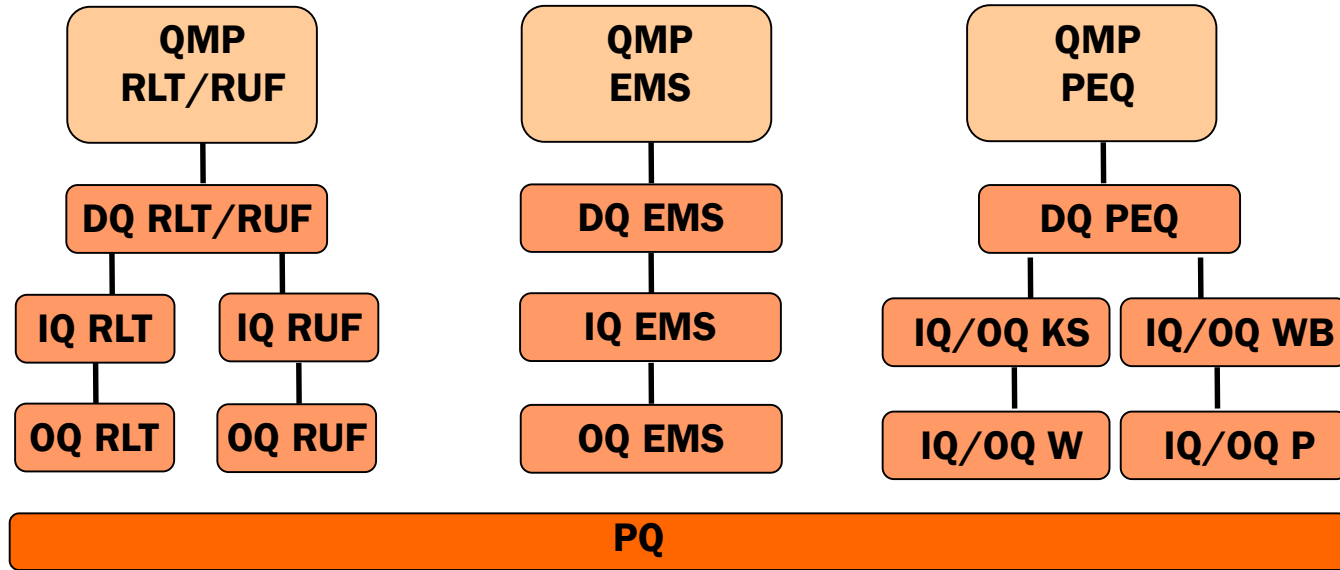 QMP
RLT/RUF
QMP
EMS
QMP
PEQ
DQ RLT/RUF
DQ EMS
DQ PEQ
IQ RLT
IQ RUF
IQ EMS
IQ/OQ KS
IQ/OQ WB
OQ RLT
OQ RUF
OQ EMS
IQ/OQ W
IQ/OQ P
PQ